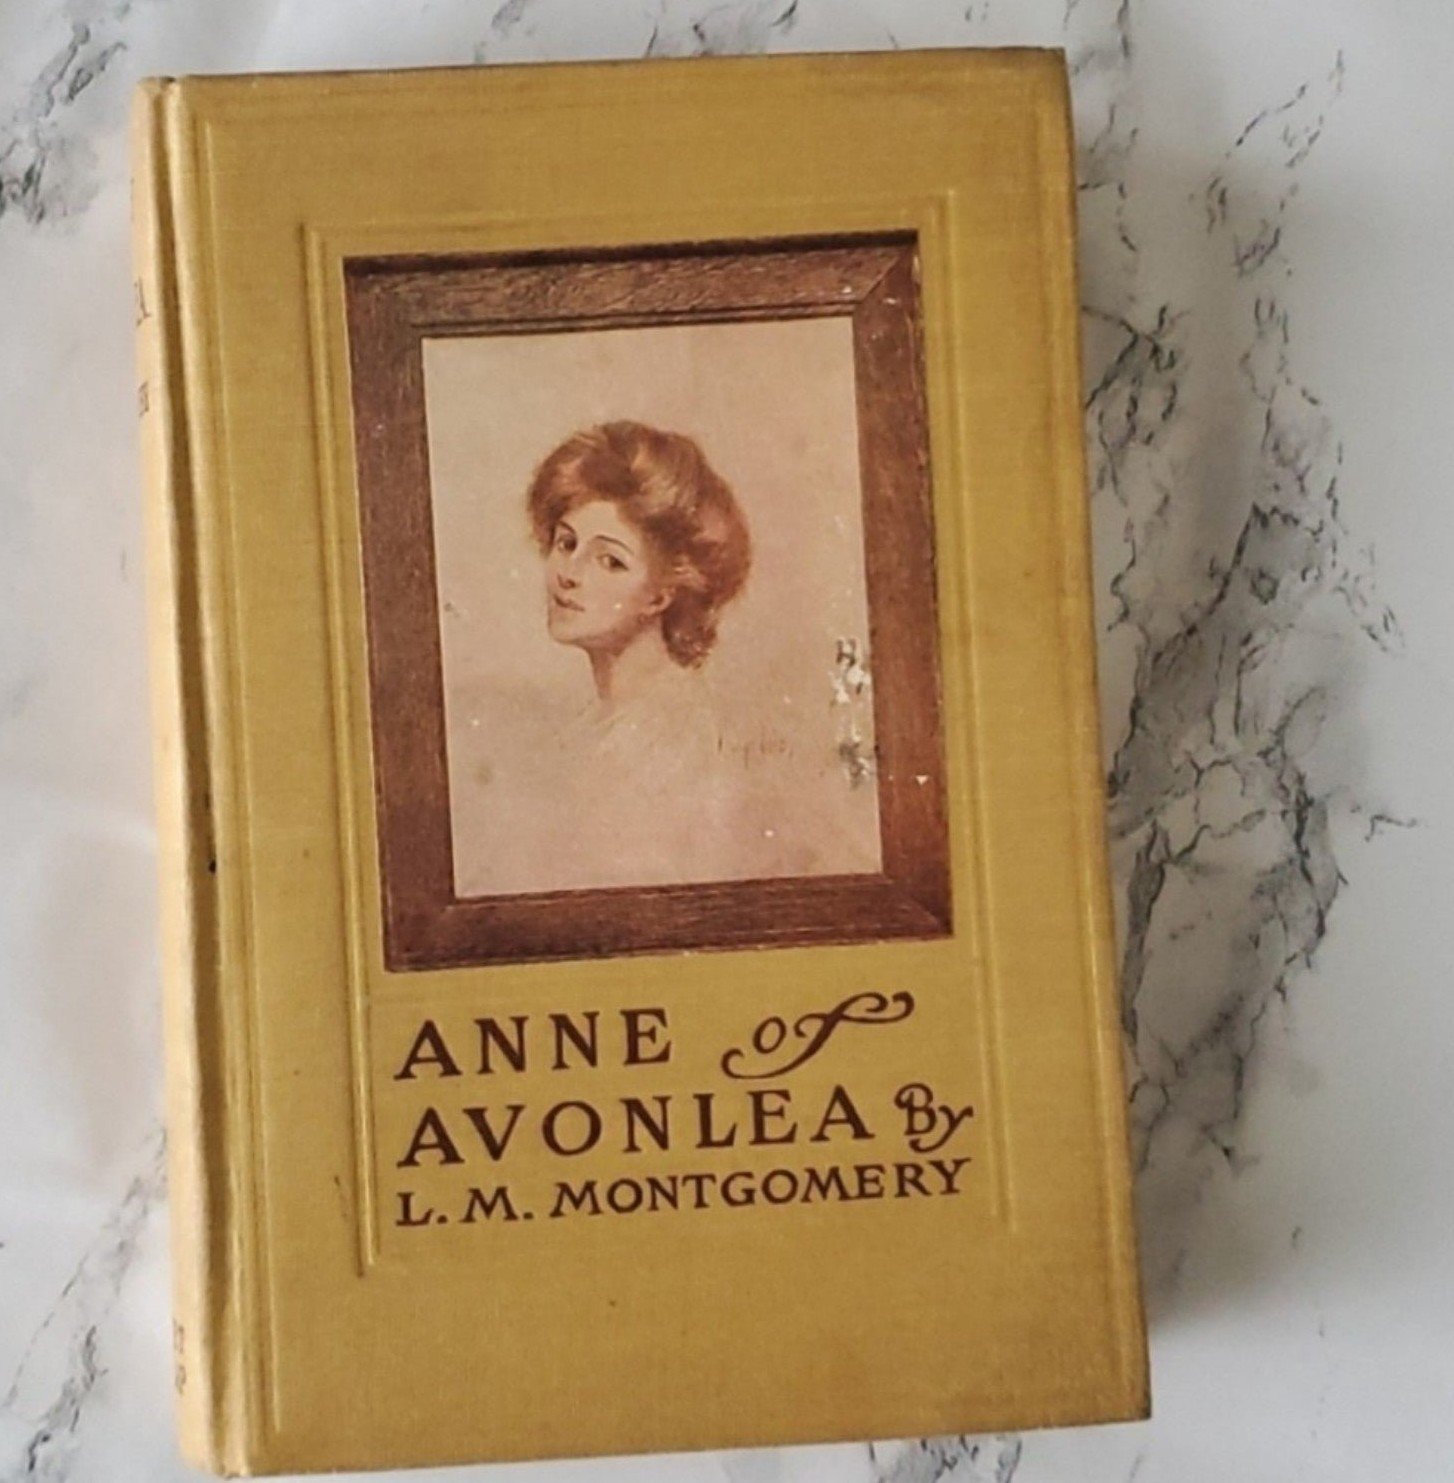 ANNE of
AVONLEA By
L. M. MONTGOMERY